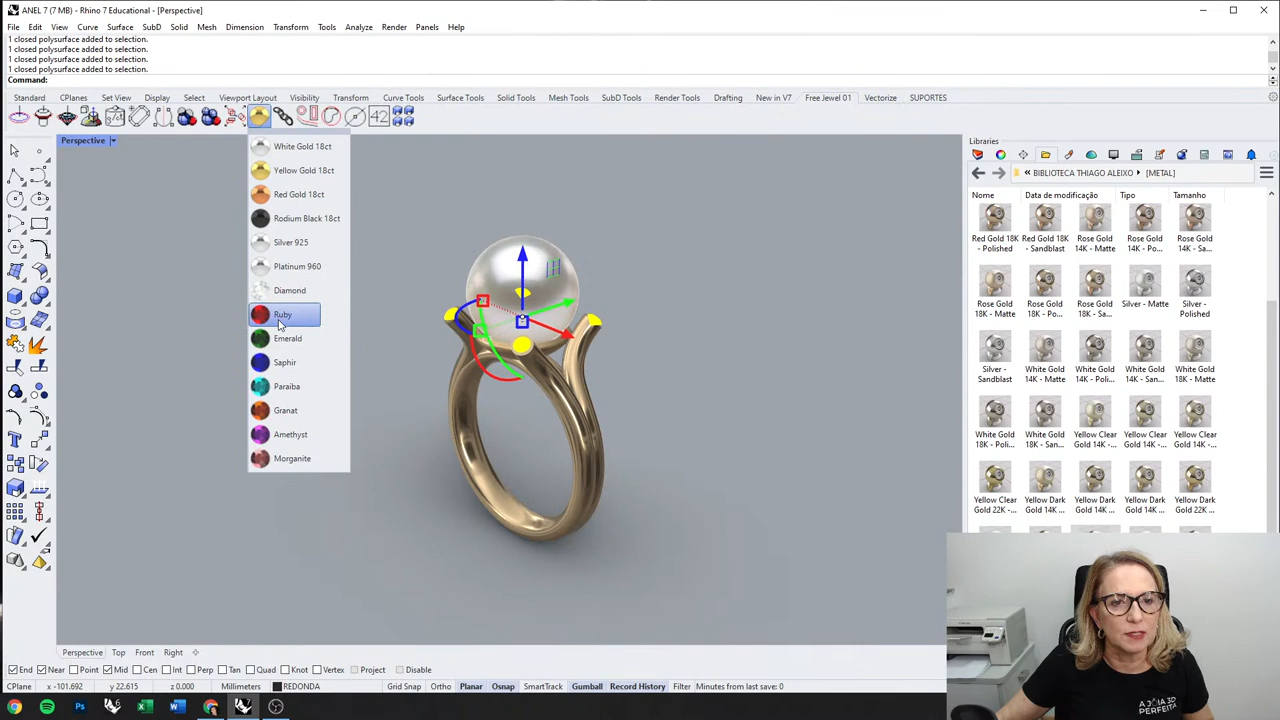 ANEL 7 (7 MB) - Rhino 7 Educational - [Perspective]
File Edit View Curve Surface SubD Solid Mesh Dimension Transform Tools Analyze Render Panels Help
1 closed polysurface added to selection.
1 closed polysurface added to selection.
1 closed polysurface added to selection.
Command:
Standard CPlanes Set View Display Select Viewport Layout Visibility Transform Curve Tools Surface Tools Solid Tools Mesh Tools SubD Tools Render Tools Drafting New in V7 Free Jewel 01 Vectorize SUPORTES
42
Perspective
White Gold 18ct
Yellow Gold 18ct
Red Gold 18ct
Rodium Black 18ct
Silver 925
Platinum 960
Diamond
Ruby
Emerald
Saphir
Paraiba
Granat
Amethyst
Morganite
Libraries
« BIBLIOTECA THIAGO ALEIXO [METAL]
Nome Data de modificação Tipo Tamanho
Red Gold 18K - Polished
Red Gold 18K - Sandblast
Rose Gold 14K - Matte
Rose Gold 14K - Po...
Rose Gold 14K - Sa...
Rose Gold 18K - Matte
Rose Gold 18K - Po...
Rose Gold 18K - Sa...
Silver - Matte
Silver - Polished
Silver - Sandblast
White Gold 14K - Matte
White Gold 14K - Poli...
White Gold 14K - San...
White Gold 18K - Matte
White Gold 18K - Poli...
White Gold 18K - San...
Yellow Clear Gold 14K ...
Yellow Clear Gold 14K ...
Yellow Clear Gold 14K ...
Yellow Clear Gold 22K - ...
Yellow Dark Gold 14K ...
Yellow Dark Gold 14K ...
Yellow Dark Gold 14K ...
Yellow Dark Gold 22K ...
A JÓIA 3D
PERFEITA
Perspective Top Front Right
End Near Point Mid Cen Int Perp Tan Quad Knot Vertex Project Disable
CPlane x -101.692 y 22.615 z 0.000 Millimeters REDONDA Grid Snap Ortho Planar Osnap SmartTrack Gumball Record History Filter Minutes from last save: 0